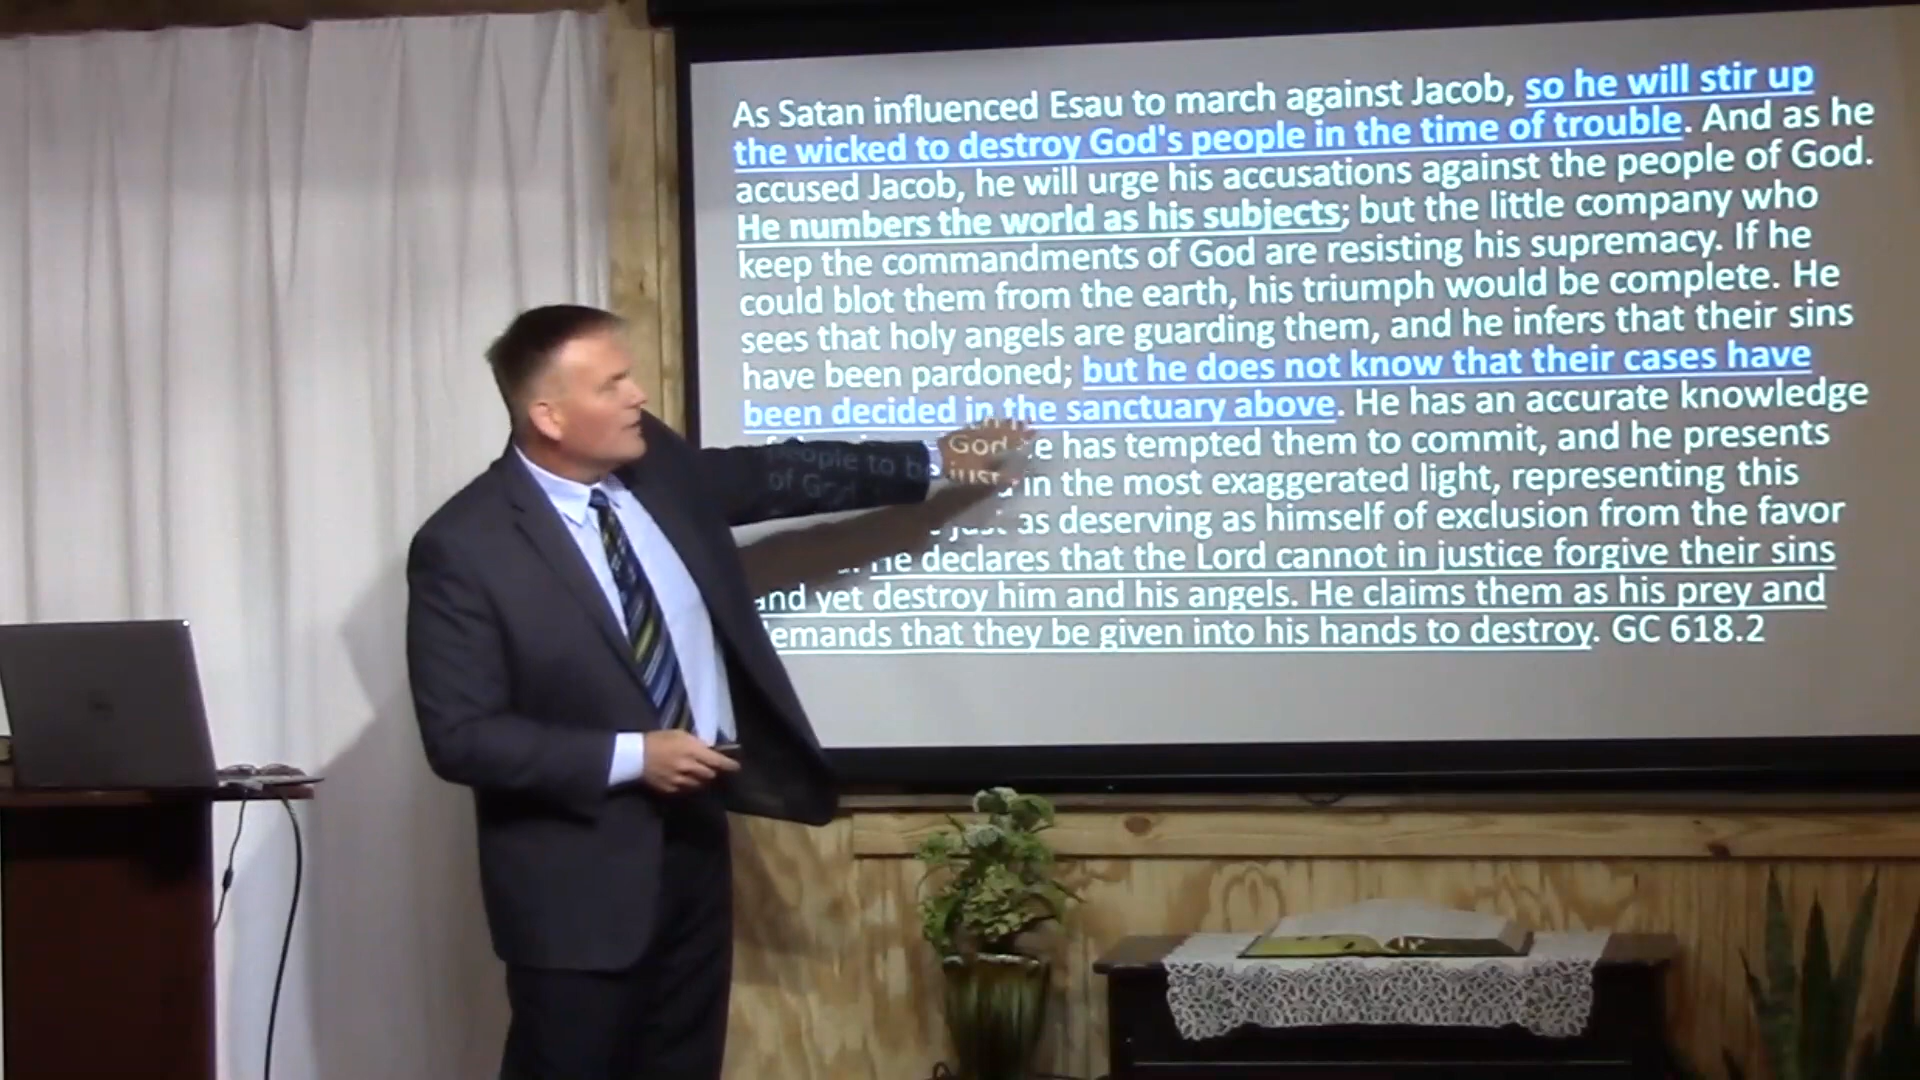 As Satan influenced Esau to march against Jacob, so he will stir up
the wicked to destroy God's people in the time of trouble. And as he
accused Jacob, he will urge his accusations against the people of God.
He numbers the world as his subjects; but the little company who
keep the commandments of God are resisting his supremacy. If he
could blot them from the earth, his triumph would be complete. He
sees that holy angels are guarding them, and he infers that their sins
have been pardoned; but he does not know that their cases have
been decided in the sanctuary above. He has an accurate knowledge
has tempted them to commit, and he presents
God in the most exaggerated light, representing this
people to be just as deserving as himself of exclusion from the favor
of God. He declares that the Lord cannot in justice forgive their sins
and yet destroy him and his angels. He claims them as his prey and
demands that they be given into his hands to destroy. GC 618.2